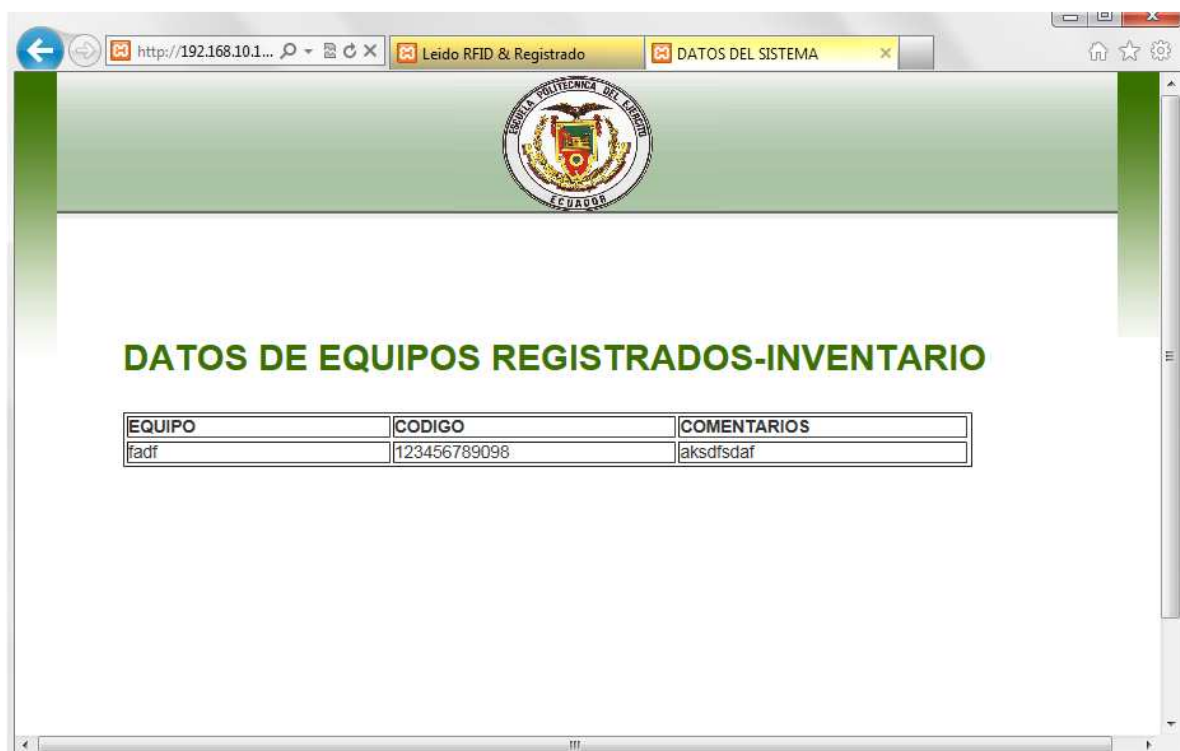 http://192.168.10.1... Leido RFID & Registrado DATOS DEL SISTEMA
ESCUELA POLITECNICA DEL EJERCITO
ECUADOR
DATOS DE EQUIPOS REGISTRADOS-INVENTARIO
EQUIPO CODIGO COMENTARIOS
fadf 123456789098 aksdfsdaf